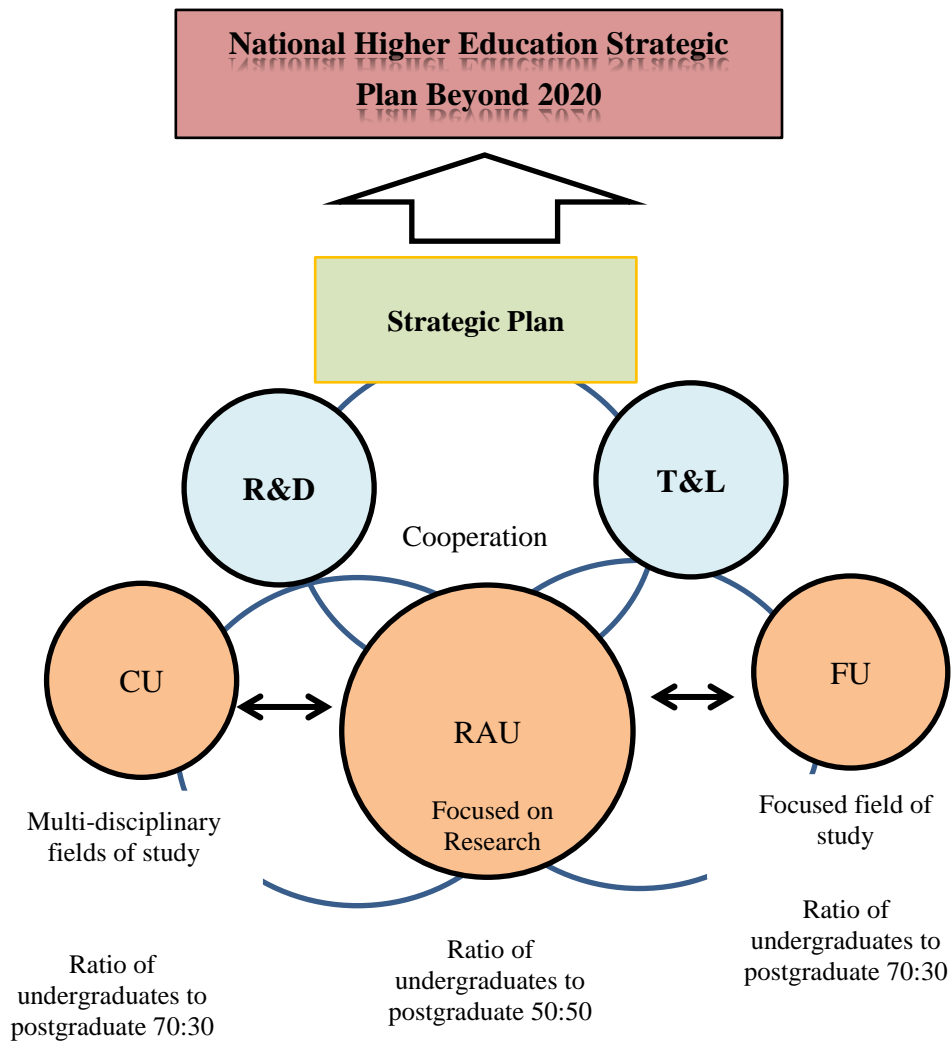 National Higher Education Strategic
Plan Beyond 2020
Strategic Plan
R&D
T&L
Cooperation
CU
RAU
FU
Focused on
Research
Multi-disciplinary
fields of study
Focused field of
study
Ratio of
undergraduates to
postgraduate 70:30
Ratio of
undergraduates to
postgraduate 50:50
Ratio of
undergraduates to
postgraduate 70:30